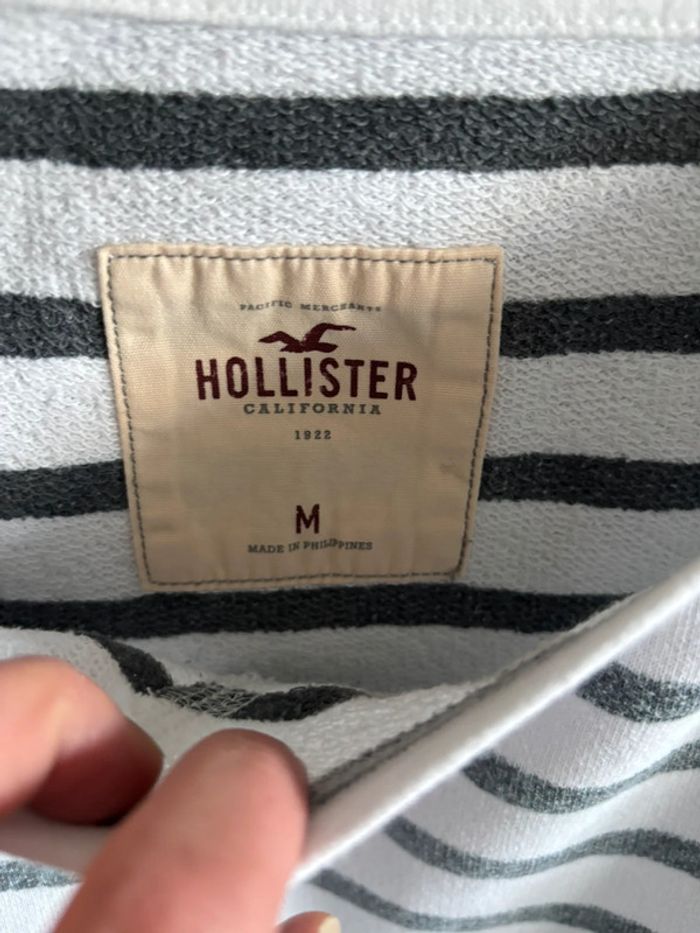 PACIFIC MERCHANTS
HOLLISTER
CALIFORNIA
1922
M
MADE IN PHILIPPINES